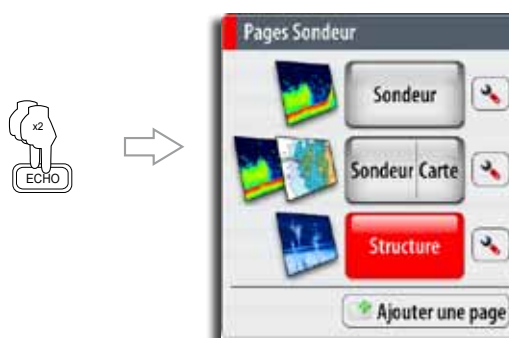 Pages Sondeur
Sondeur
x2
ECHO
Sondeur Carte
Structure
Ajouter une page